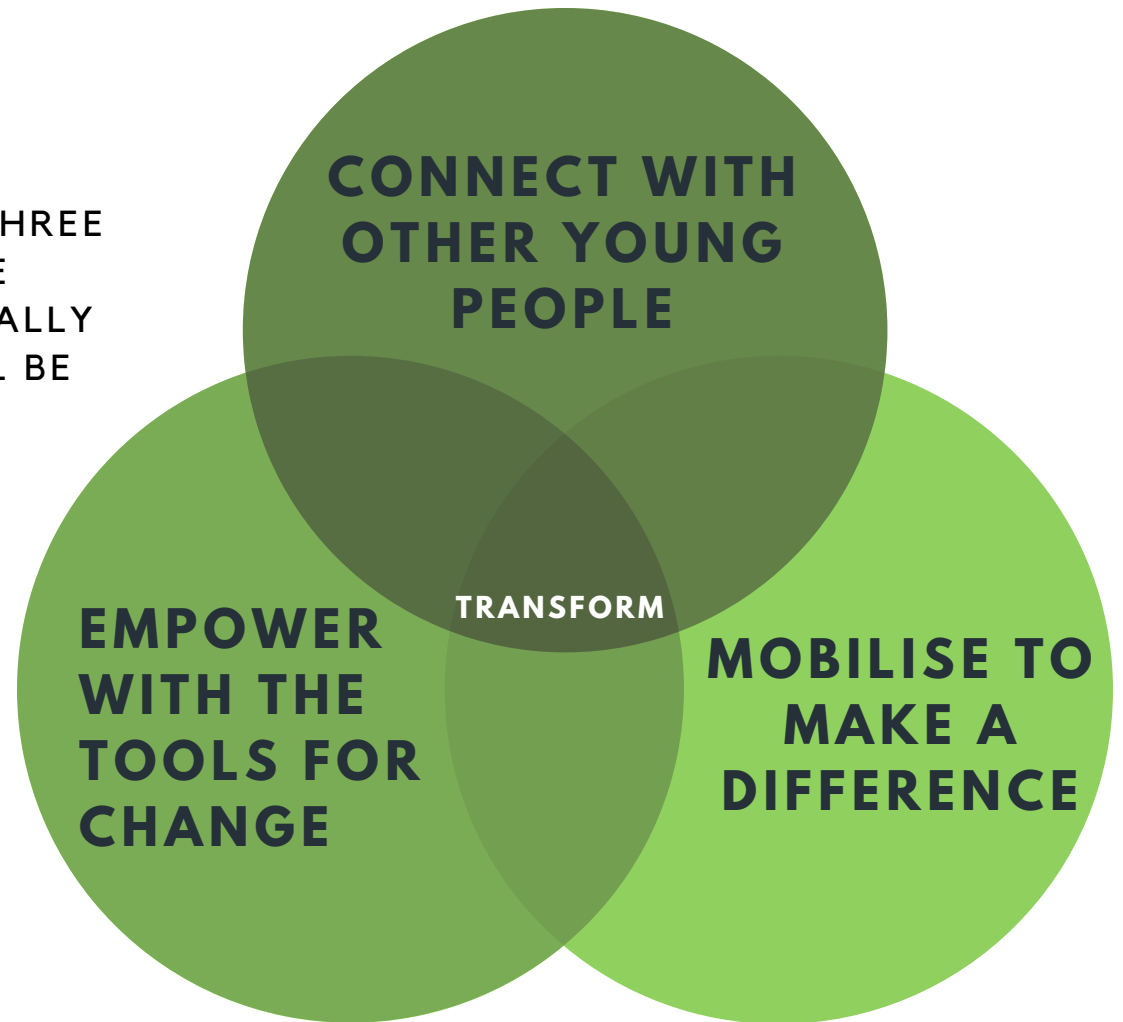 CONNECT WITH
OTHER YOUNG
PEOPLE
HREE
E
ALLY
BE
TRANSFORM
EMPOWER
WITH THE
TOOLS FOR
CHANGE
MOBILISE TO
MAKE A
DIFFERENCE